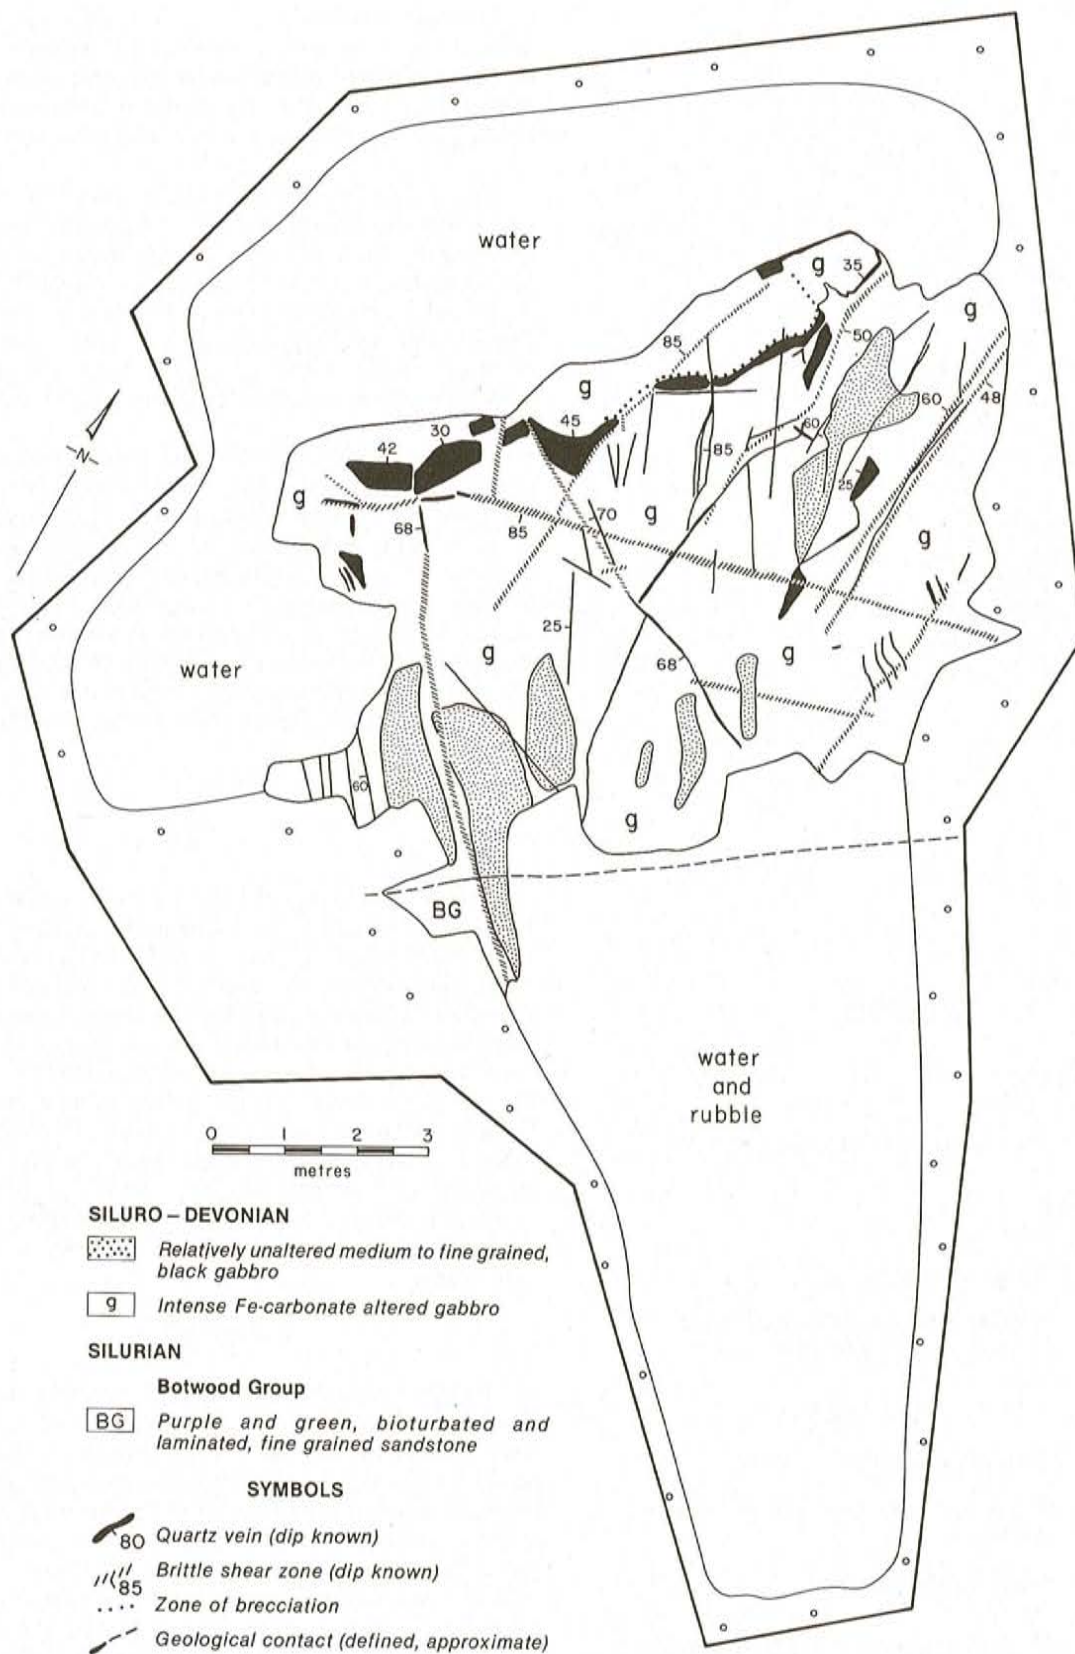 water
g
35
g
50
85
g
60
48
45
30
42
60
85
25
g
g
70
68
85
g
25
g
g
68
water
60
g
BG
water
and
rubble
-N-
0 1 2 3
metres
SILURO – DEVONIAN
Relatively unaltered medium to fine grained,
black gabbro
g Intense Fe-carbonate altered gabbro
SILURIAN
Botwood Group
BG Purple and green, bioturbated and
laminated, fine grained sandstone
SYMBOLS
80 Quartz vein (dip known)
85 Brittle shear zone (dip known)
Zone of brecciation
Geological contact (defined, approximate)